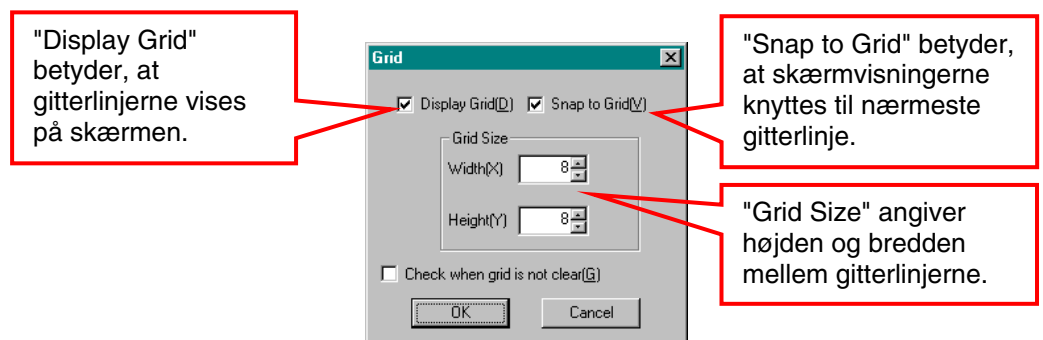 "Display Grid"
betyder, at
gitterlinjerne vises
på skærmen.
Grid
Display Grid(D) Snap to Grid(V)
Grid Size
Width(X) 8
Height(Y) 8
Check when grid is not clear(G)
OK Cancel
"Snap to Grid" betyder,
at skærmvisningerne
knyttes til nærmeste
gitterlinje.
"Grid Size" angiver
højden og bredden
mellem gitterlinjerne.